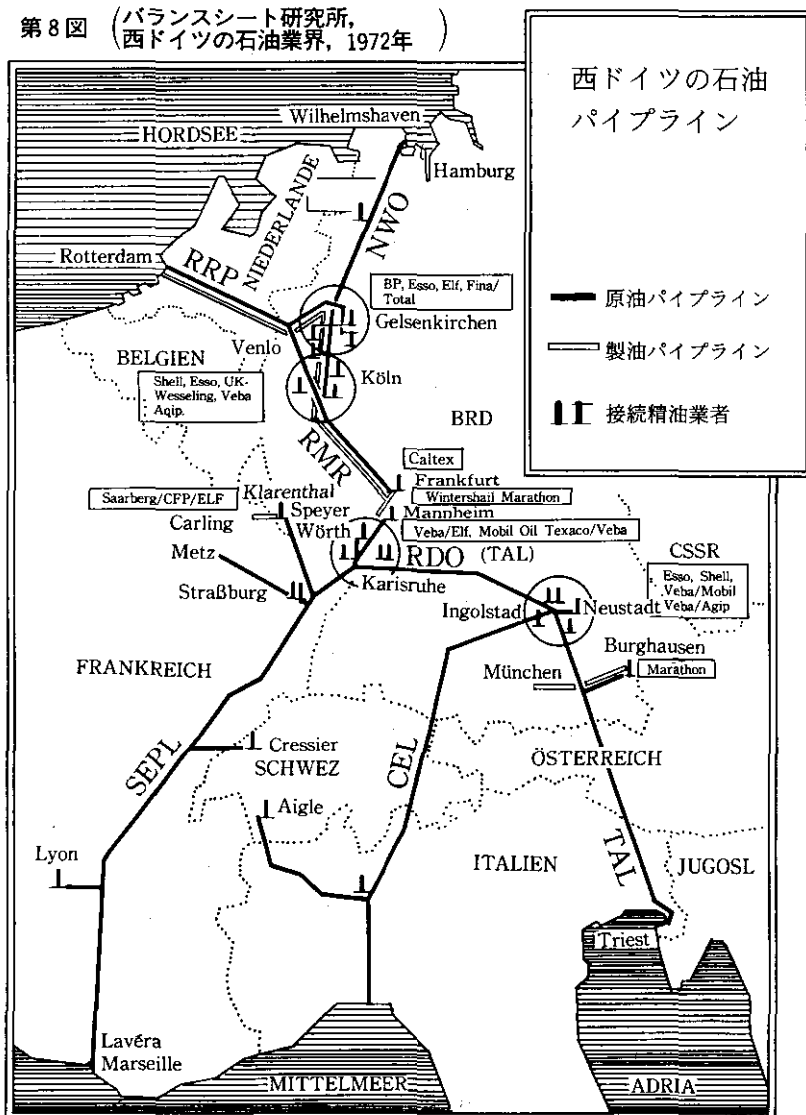 第8図 (バランスシート研究所,
西ドイツの石油業界, 1972年)
西ドイツの石油
パイプライン
原油パイプライン
製油パイプライン
接続精油業者
Wilhelmshaven
HORDSEE
Hamburg
NIEDERLANDE
NWO
Rotterdam
RRP
BP, Esso, Elf, Fina/
Total
Gelsenkirchen
Venlo
BELGIEN
Shell, Esso, UK-
Wesseling, Veba
Aqip.
Köln
BRD
RMR
Caltex
Frankfurt
Wintershail Marathon
Saarberg/CFP/ELF
Klarenthal
Carling
Speyer
Mannheim
Wörth
Veba/Elf, Mobil Oil Texaco/Veba
Metz
RDO (TAL)
CSSR
Karisruhe
Esso, Shell,
Veba/Mobil
Veba/Agip
Straßburg
Ingolstad
Neustadt
Burghausen
FRANKREICH
München
Marathon
SEPL
Cressier
SCHWEZ
CEL
ÖSTERREICH
Aigle
Lyon
ITALIEN
TAL
JUGOSL
Triest
Lavéra
Marseille
MITTELMEER
ADRIA